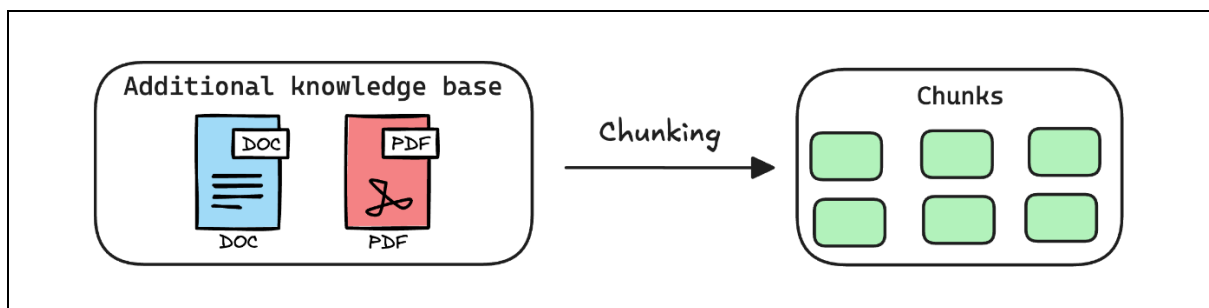 Additional knowledge base
DOC
PDF
DOC
PDF
Chunking
Chunks